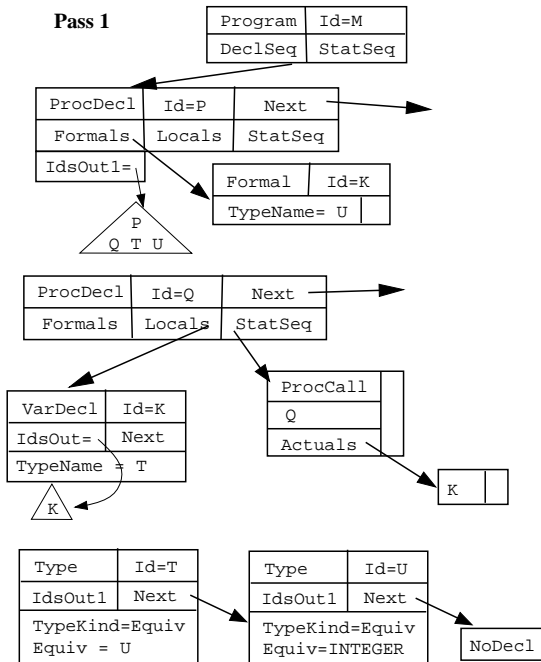 Pass 1
Program Id=M
DeclSeq StatSeq
ProcDecl Id=P Next
Formals Locals StatSeq
IdsOut1=
Formal Id=K
TypeName= U
P
Q T U
ProcDecl Id=Q Next
Formals Locals StatSeq
ProcCall
Q
Actuals
K
VarDecl Id=K
IdsOut= Next
TypeName = T
K
Type Id=T
IdsOut1 Next
TypeKind=Equiv
Equiv = U
Type Id=U
IdsOut1 Next
TypeKind=Equiv
Equiv=INTEGER
NoDecl